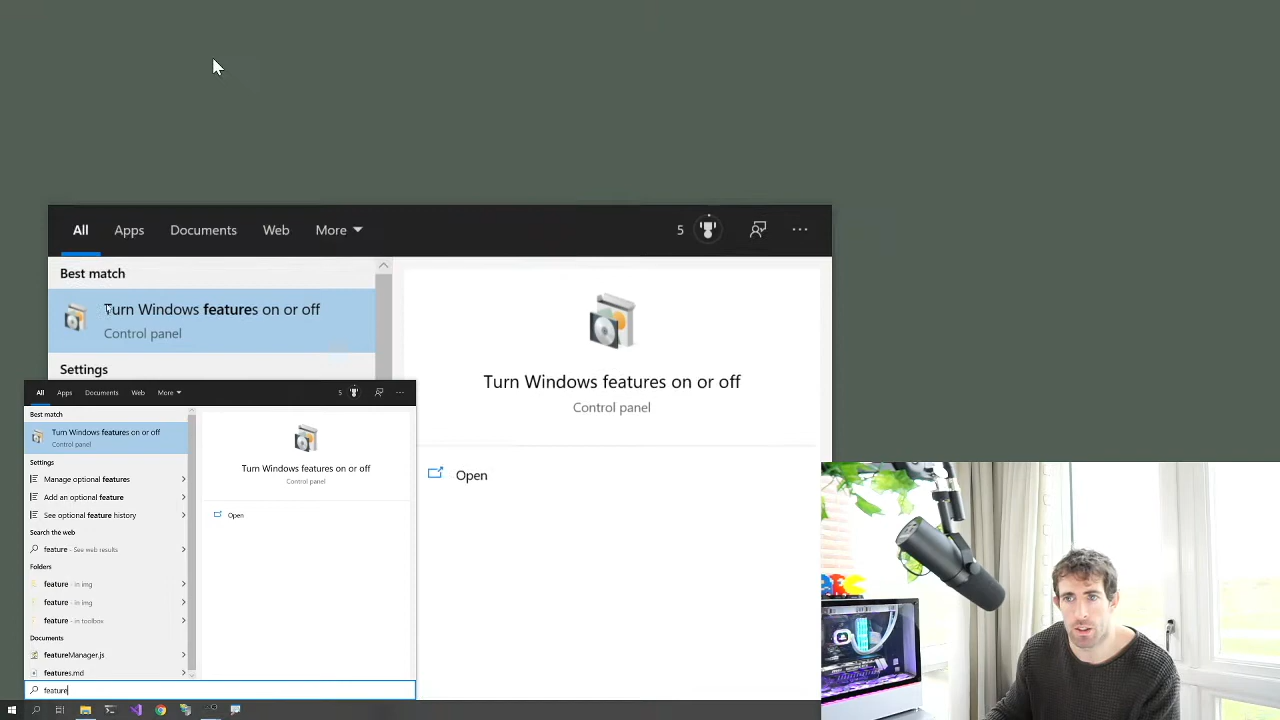 All Apps Documents Web More 5 ...
Best match
Turn Windows features on or off
Control panel
Settings
Turn Windows features on or off
Control panel
Open
All Apps Documents Web More 5 ...
Best match
Turn Windows features on or off
Control panel
Settings
Manage optional features
Add an optional feature
See optional feature history
Search the web
feature - See web results
Folders
feature - in img
feature - in img
feature - in toolbox
Documents
featureManager.js
features.md
feature
Turn Windows features on or off
Control panel
Open